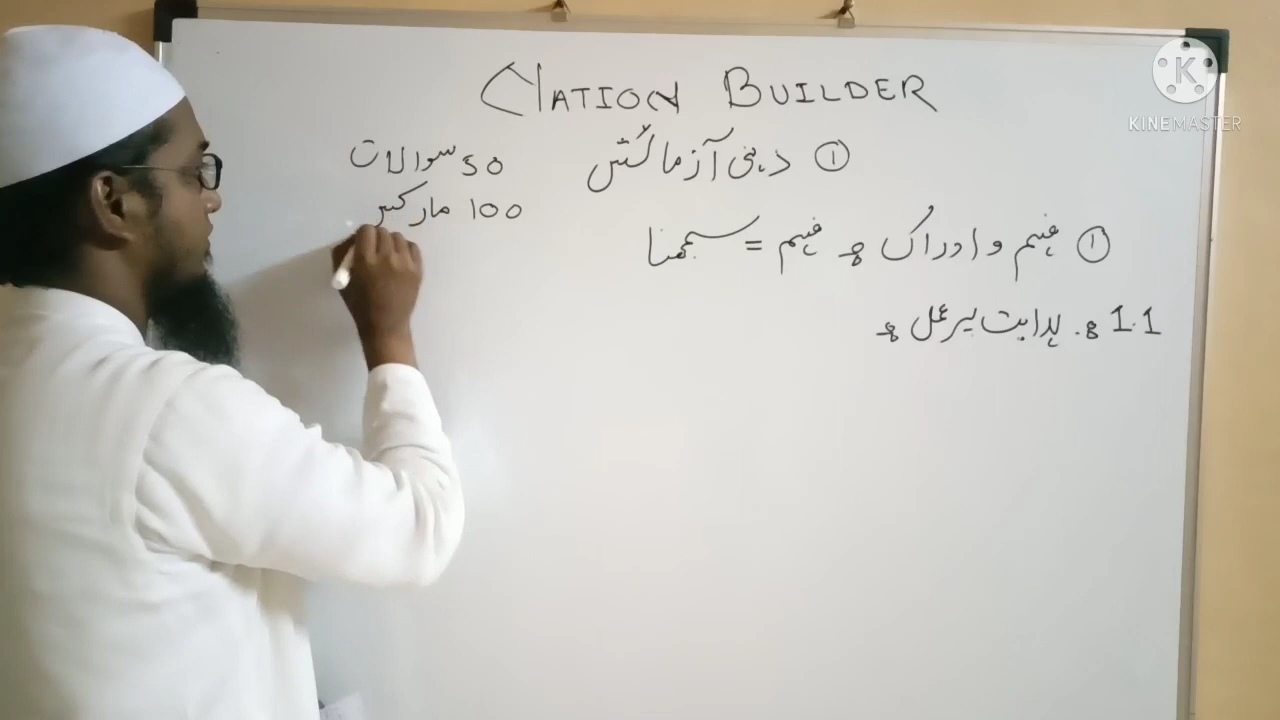 NATION BUILDER
① ذہنی آزمائش
50 سوالات
100 مارکس
① فہم و ادراک ہ فہم = سمجھنا
1.1 ہ. ہدایت پر عمل ہ
K
KINEMASTER